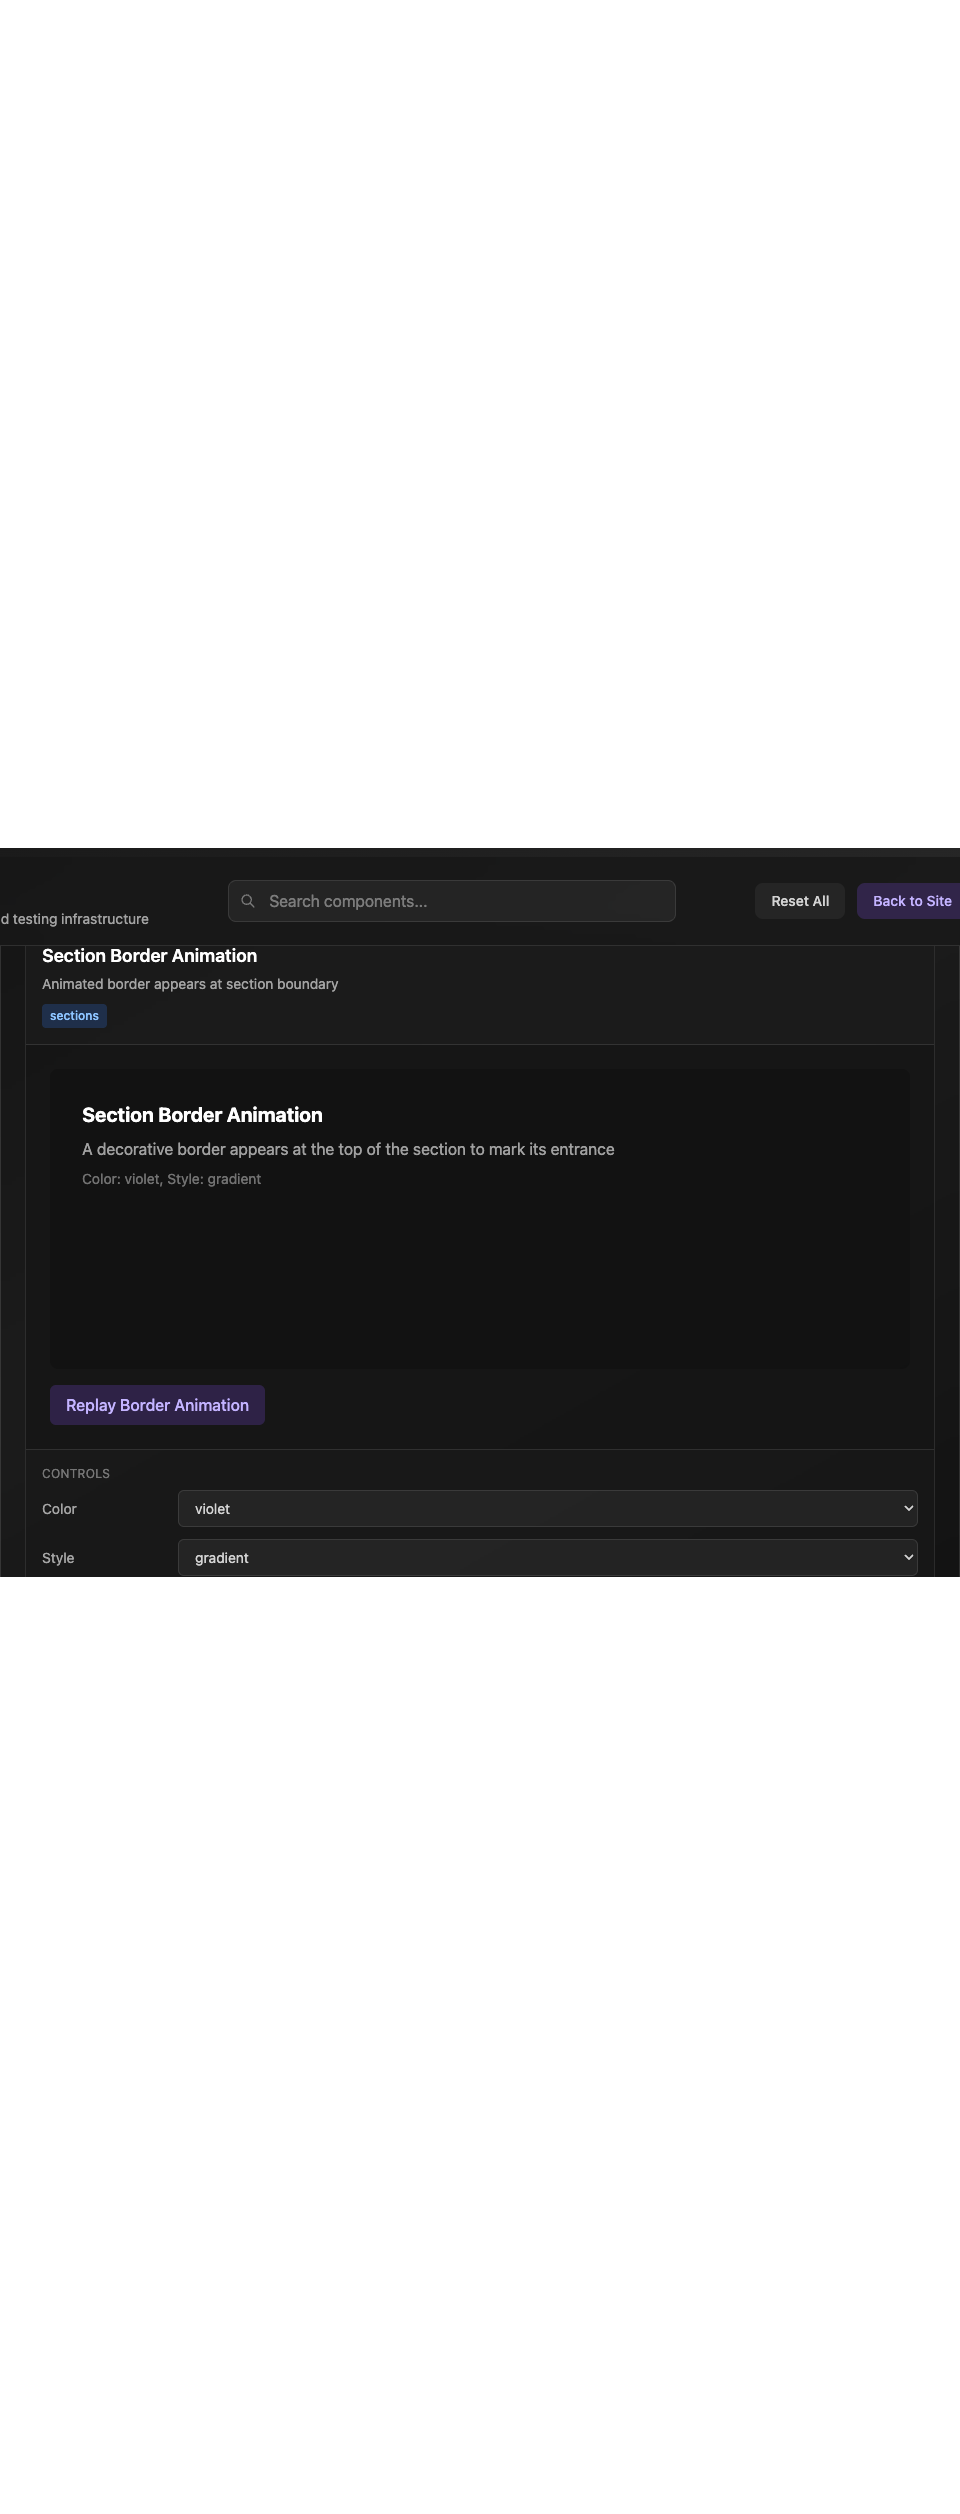 d testing infrastructure
Search components...
Reset All
Back to Site
Section Border Animation
Animated border appears at section boundary
sections
Section Border Animation
A decorative border appears at the top of the section to mark its entrance
Color: violet, Style: gradient
Replay Border Animation
CONTROLS
Color
violet
Style
gradient